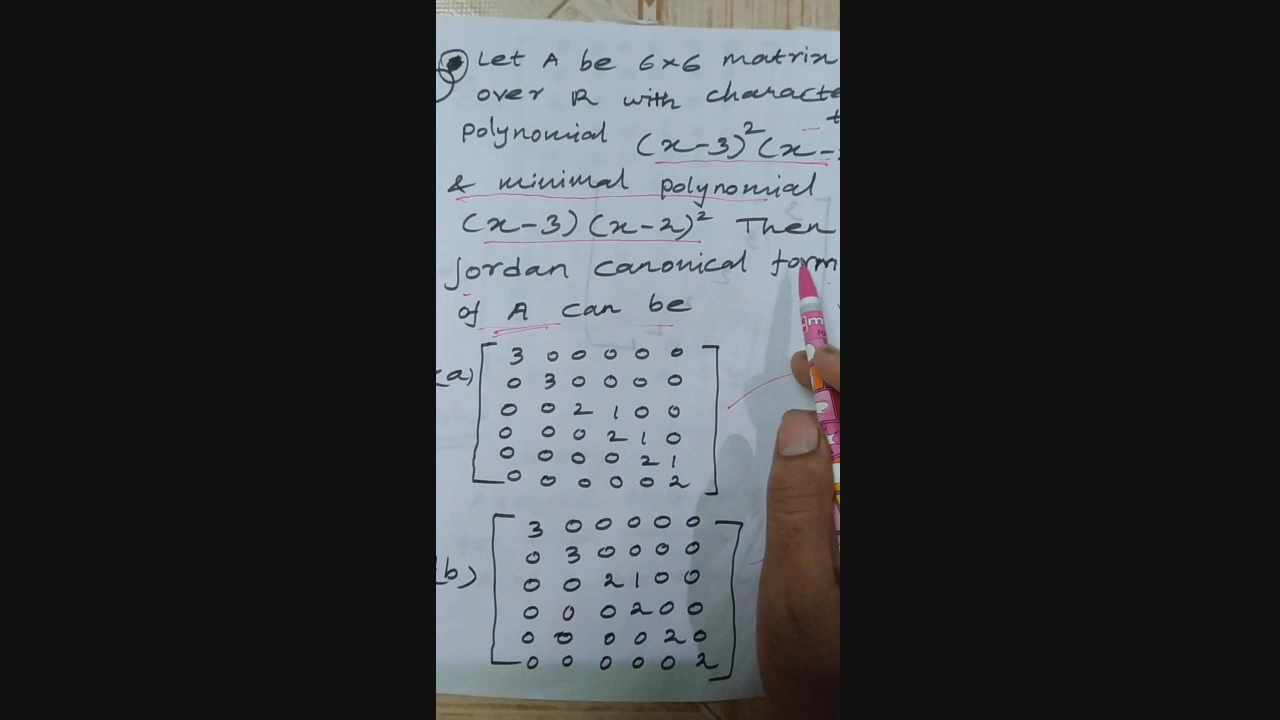 Let A be 6×6 matrix
over R with
polynomial (x-3)²(x-
& minimal polynomial
(x-3)(x-2)² Then
Jordan canonical form
of A can be
(a)
3 0 0 0 0 0
0 3 0 0 0 0
0 0 2 1 0 0
0 0 0 2 1 0
0 0 0 0 2 1
0 0 0 0 0 2
(b)
3 0 0 0 0 0
0 3 0 0 0 0
0 0 2 1 0 0
0 0 0 2 0 0
0 0 0 0 2 0
0 0 0 0 0 2